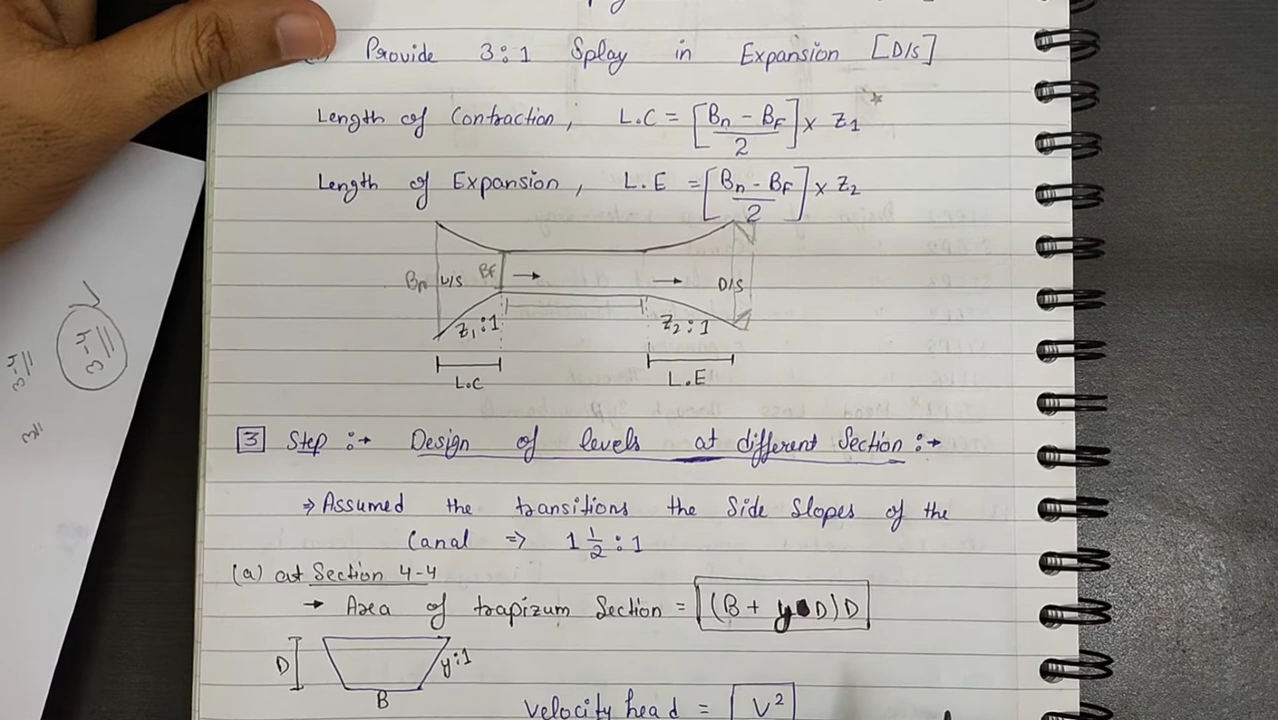 Provide 3:1 Splay in Expansion [D/S]
Length of Contraction, L.C = [Bn - BF / 2] x Z1
Length of Expansion, L.E = [Bn - BF / 2] x Z2
Bn U/S BF → → D/S
Z1:1 Z2:1
L.C L.E
3 Step :→ Design of levels at different Section :→
⇒ Assumed the transitions the Side Slopes of the
Canal ⇒ 1 1/2 : 1
(a) at Section 4-4
→ Area of trapizum Section = (B + yD)D
D y:1
B
Velocity head = V²